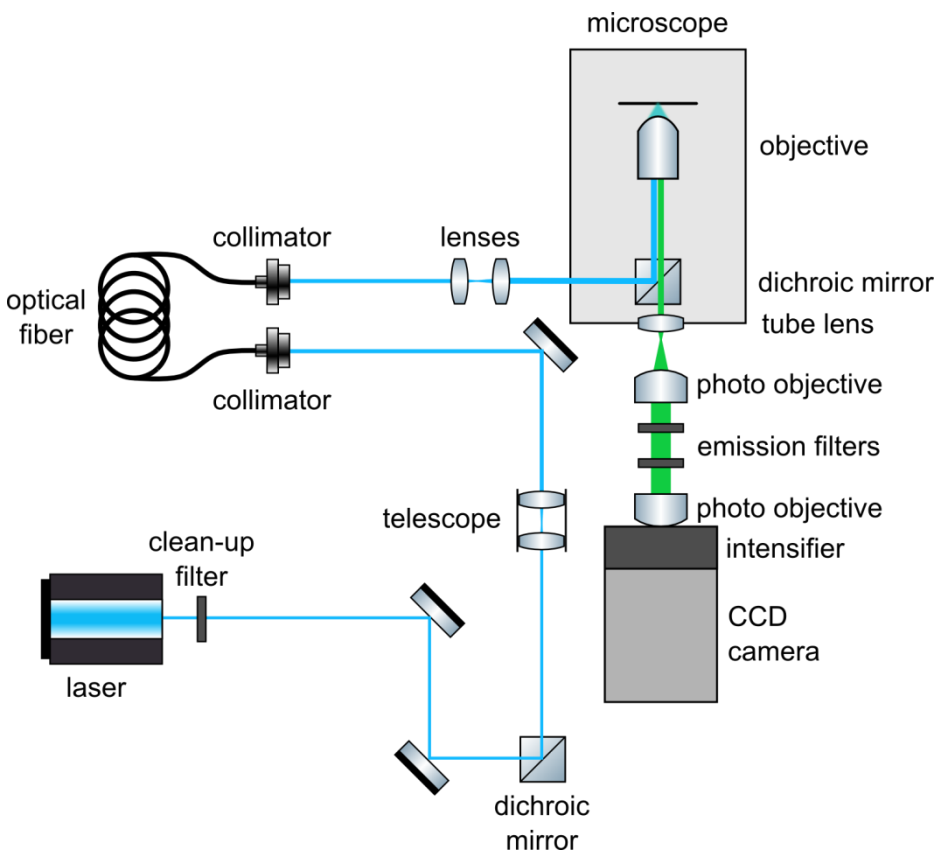 microscope
objective
collimator
lenses
optical
fiber
dichroic mirror
tube lens
collimator
photo objective
emission filters
telescope
photo objective
clean-up
filter
intensifier
CCD
camera
laser
dichroic
mirror